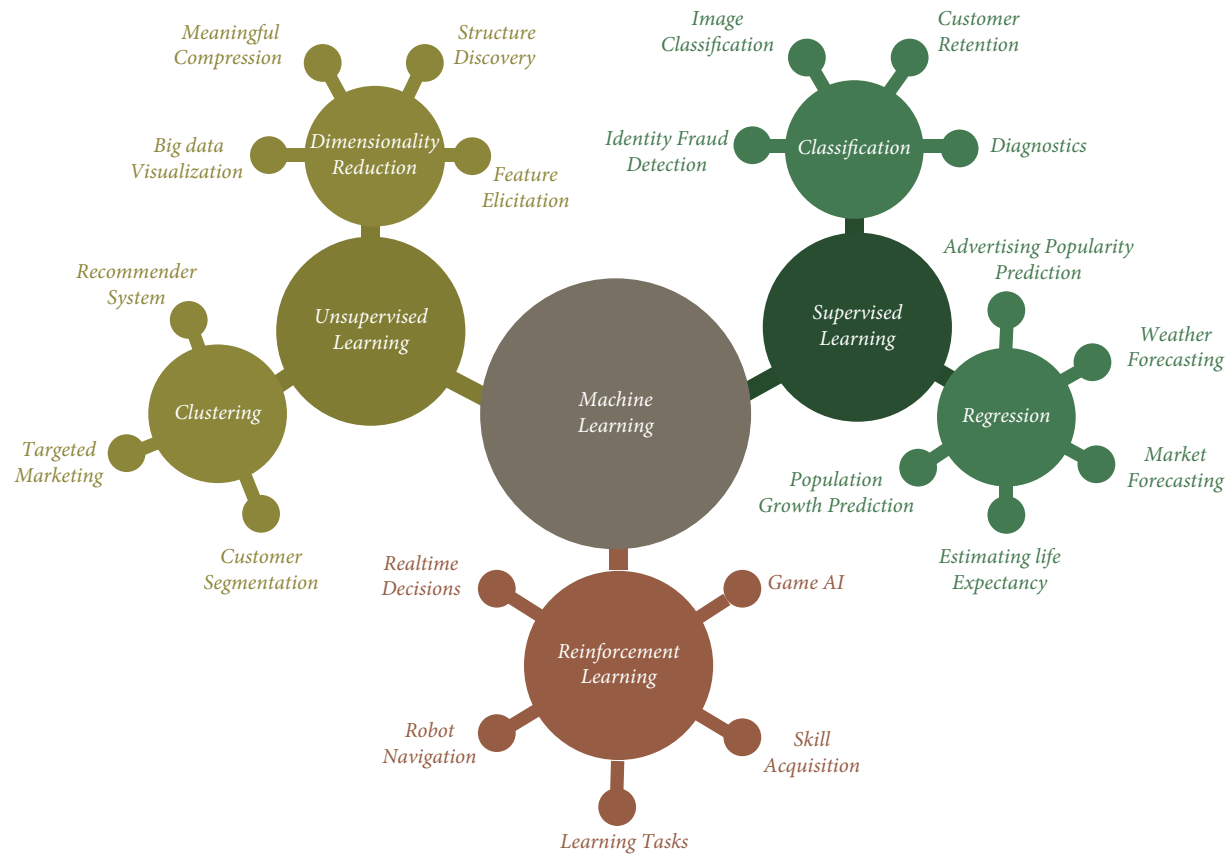 Meaningful
Compression
Structure
Discovery
Big data
Visualization
Dimensionality
Reduction
Feature
Elicitation
Recommender
System
Unsupervised
Learning
Clustering
Targeted
Marketing
Customer
Segmentation
Machine
Learning
Image
Classification
Customer
Retention
Identity Fraud
Detection
Classification
Diagnostics
Supervised
Learning
Advertising Popularity
Prediction
Weather
Forecasting
Regression
Market
Forecasting
Population
Growth Prediction
Estimating life
Expectancy
Realtime
Decisions
Game AI
Reinforcement
Learning
Robot
Navigation
Skill
Acquisition
Learning Tasks